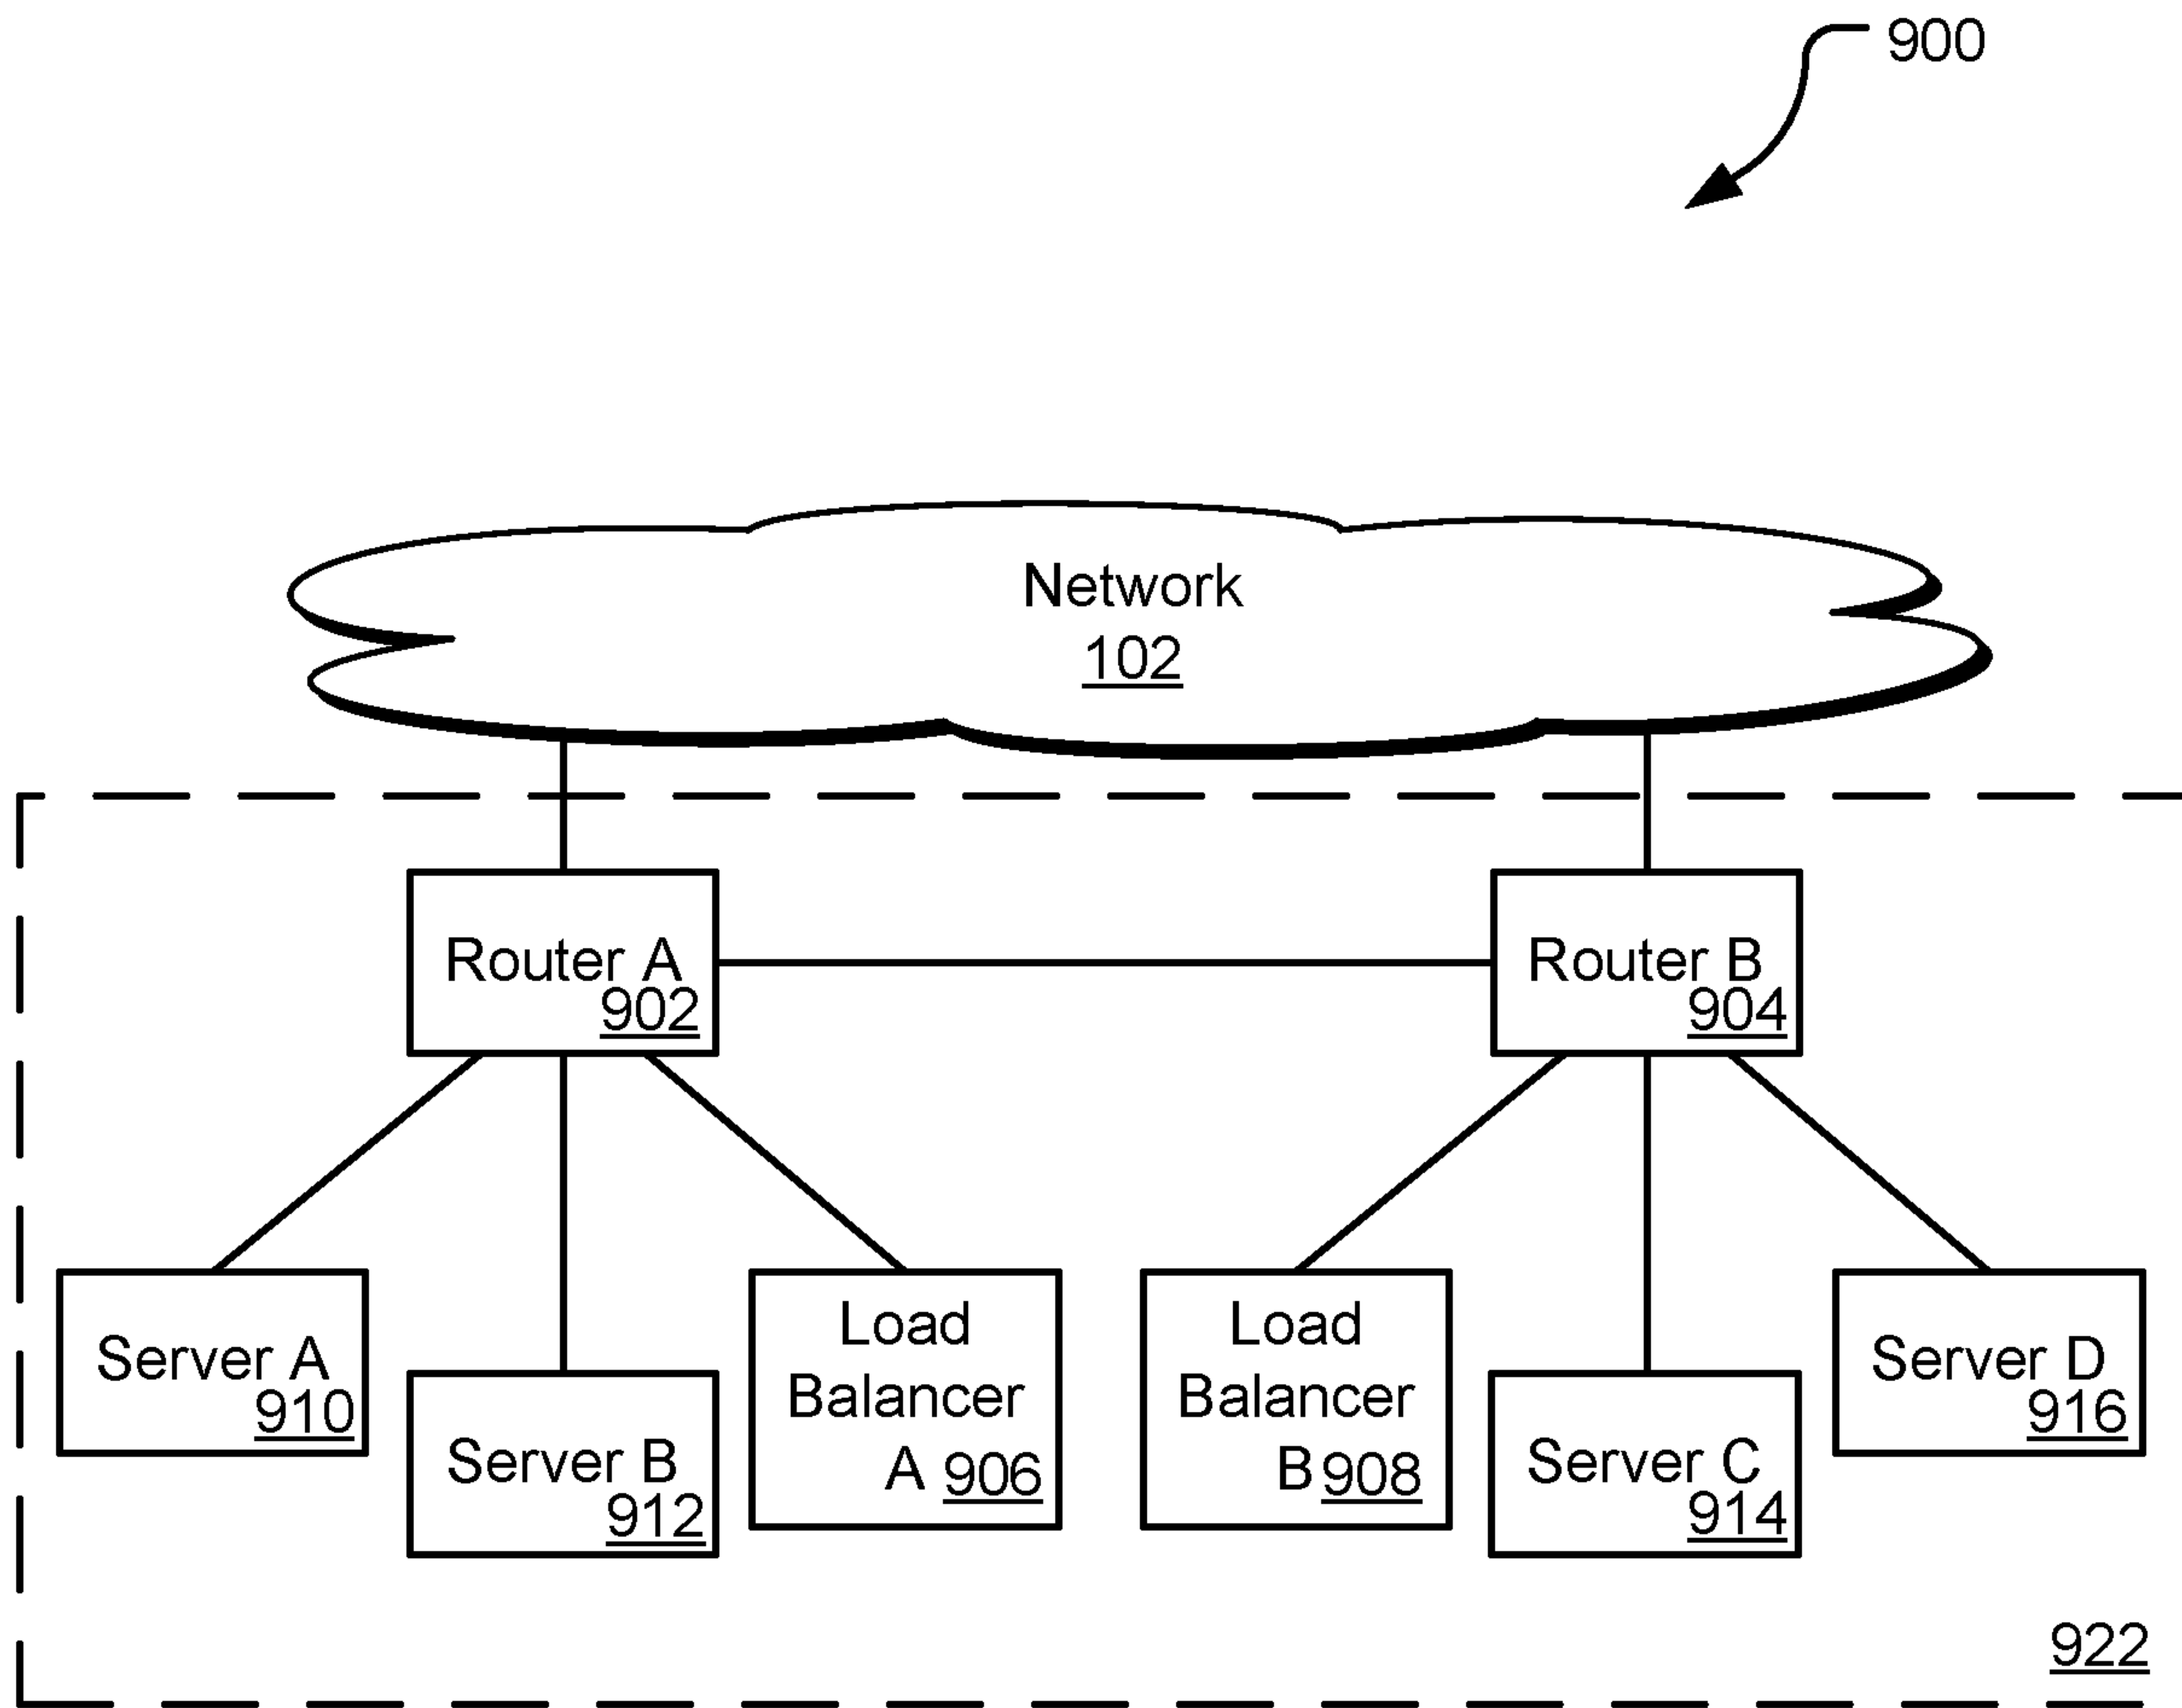 900
Network
102
Router A
902
Router B
904
Server A
910
Server B
912
Load
Balancer
A 906
Load
Balancer
B 908
Server C
914
Server D
916
922